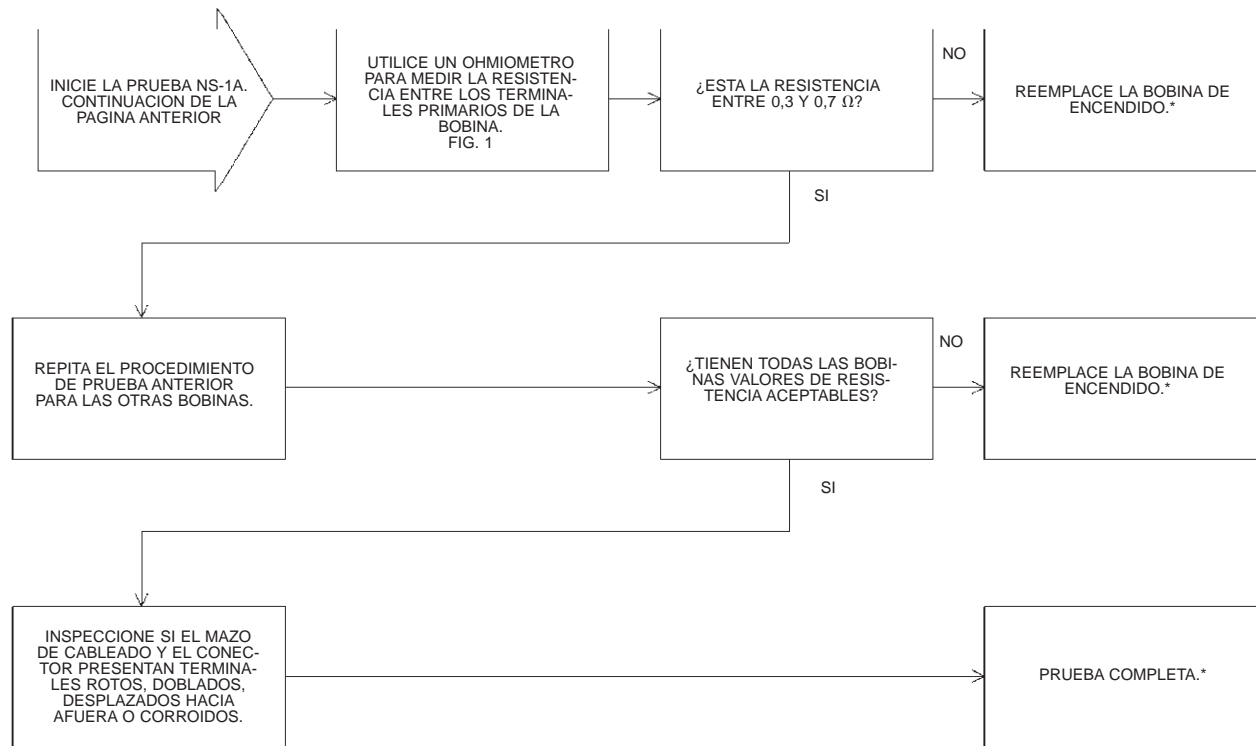 INICIE LA PRUEBA NS-1A.
CONTINUACION DE LA
PAGINA ANTERIOR
UTILICE UN OHMIOMETRO
PARA MEDIR LA RESISTEN-
CIA ENTRE LOS TERMINA-
LES PRIMARIOS DE LA
BOBINA.
FIG. 1
¿ESTA LA RESISTENCIA
ENTRE 0,3 Y 0,7 Ω?
NO
REEMPLACE LA BOBINA DE
ENCENDIDO.*
SI
REPITA EL PROCEDIMIENTO
DE PRUEBA ANTERIOR
PARA LAS OTRAS BOBINAS.
¿TIENEN TODAS LAS BOBI-
NAS VALORES DE RESIS-
TENCIA ACEPTABLES?
NO
REEMPLACE LA BOBINA DE
ENCENDIDO.*
SI
INSPECCIONE SI EL MAZO
DE CABLEADO Y EL CONEC-
TOR PRESENTAN TERMINA-
LES ROTOS, DOBLADOS,
DESPLAZADOS HACIA
AFUERA O CORROIDOS.
PRUEBA COMPLETA.*